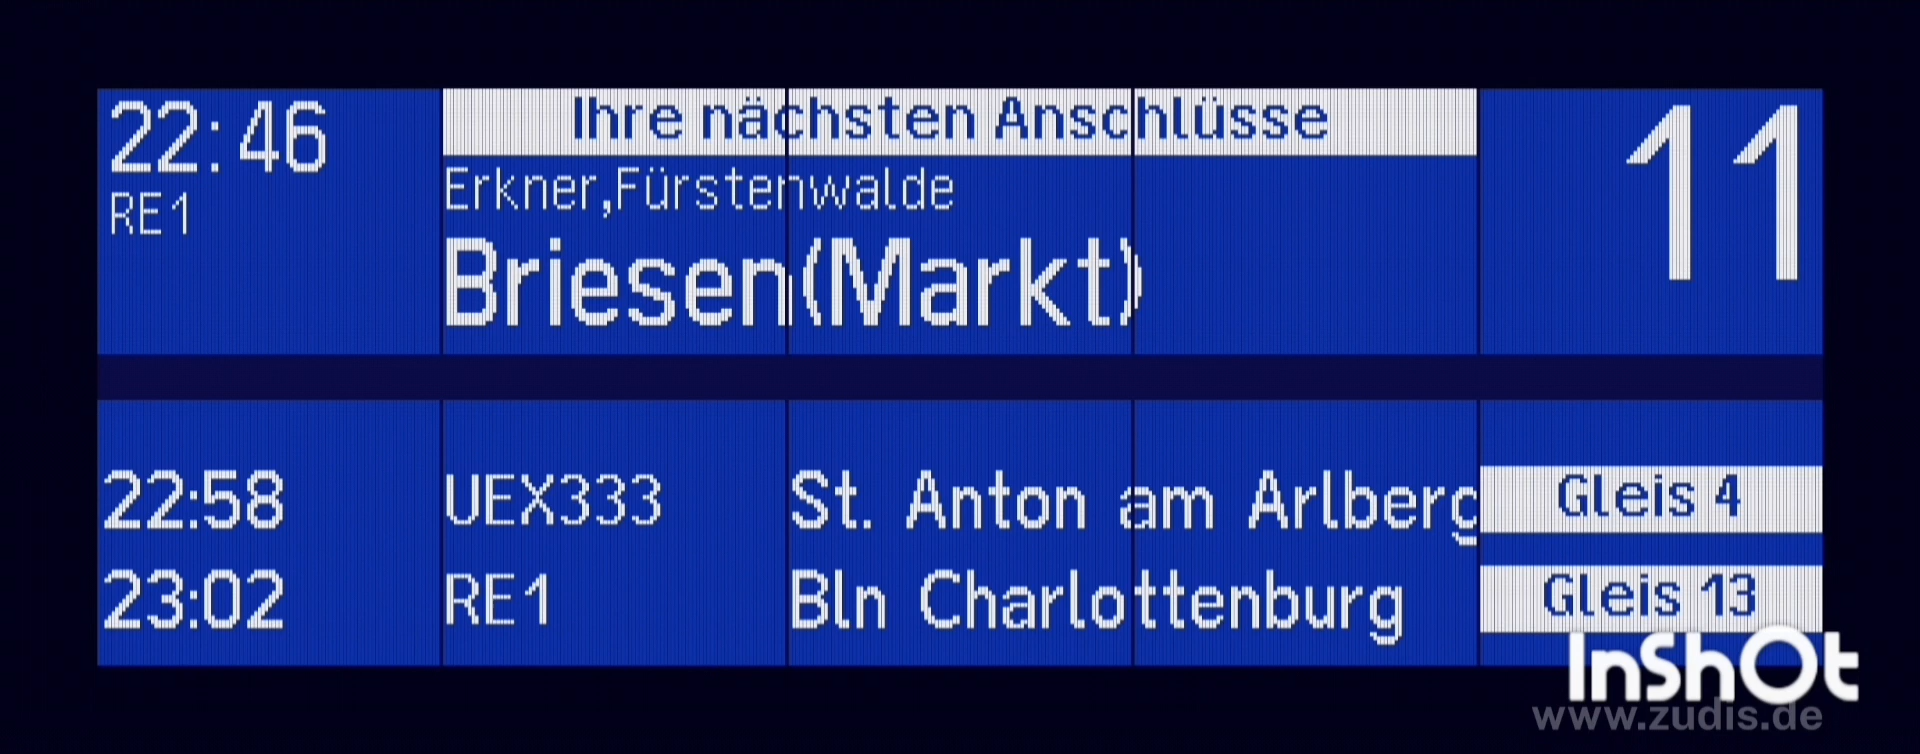 22:46
Ihre nächsten Anschlüsse
11
RE1
Erkner,Fürstenwalde
Briesen(Markt)
22:58 UEX333 St. Anton am Arlberg Gleis 4
23:02 RE1 Bln Charlottenburg Gleis 13
InShOt
www.zudis.de